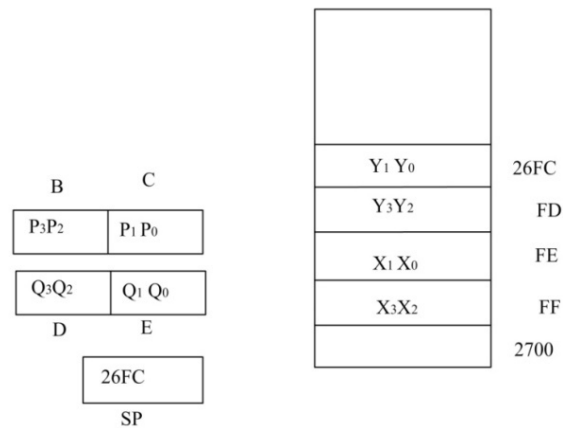 B C
P₃P₂ P₁ P₀
Q₃Q₂ Q₁ Q₀
D E
26FC
SP
Y₁ Y₀ 26FC
Y₃Y₂ FD
X₁ X₀ FE
X₃X₂ FF
2700